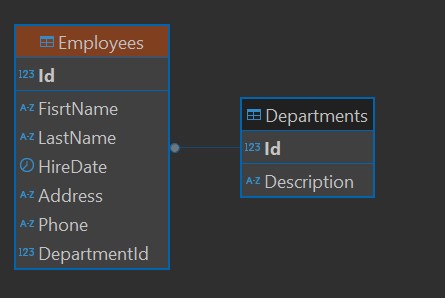 Employees
123 Id
A-Z FisrtName
A-Z LastName
HireDate
A-Z Address
A-Z Phone
123 DepartmentId
Departments
123 Id
A-Z Description